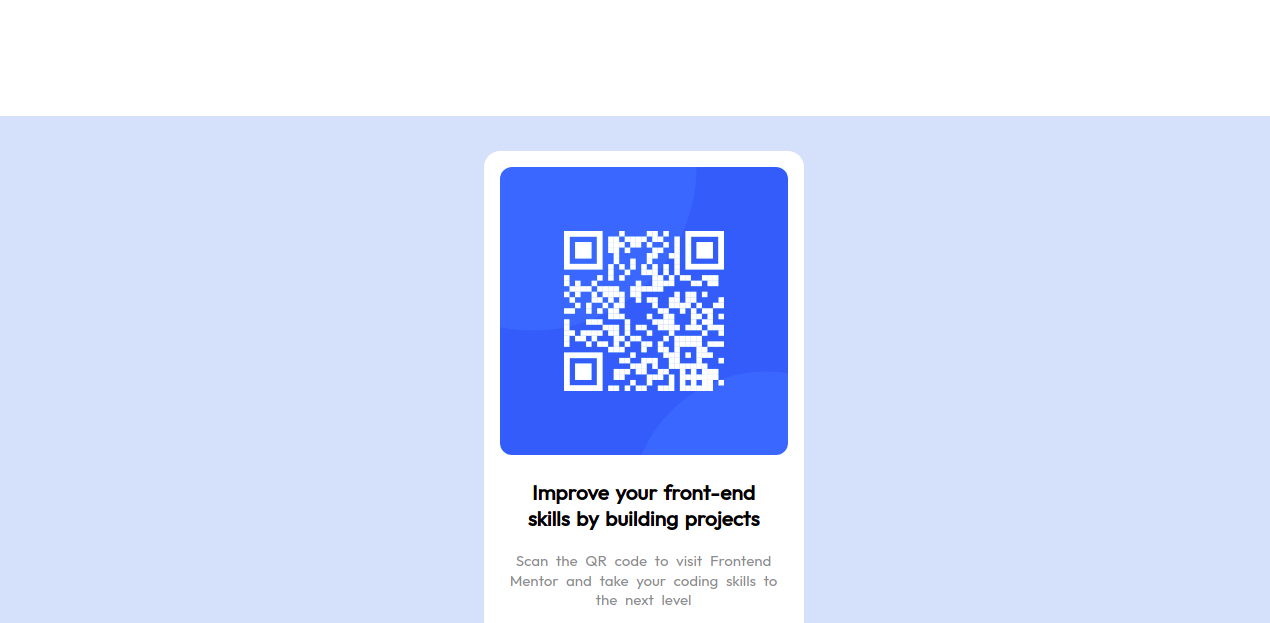 Improve your front-end
skills by building projects
Scan the QR code to visit Frontend
Mentor and take your coding skills to
the next level